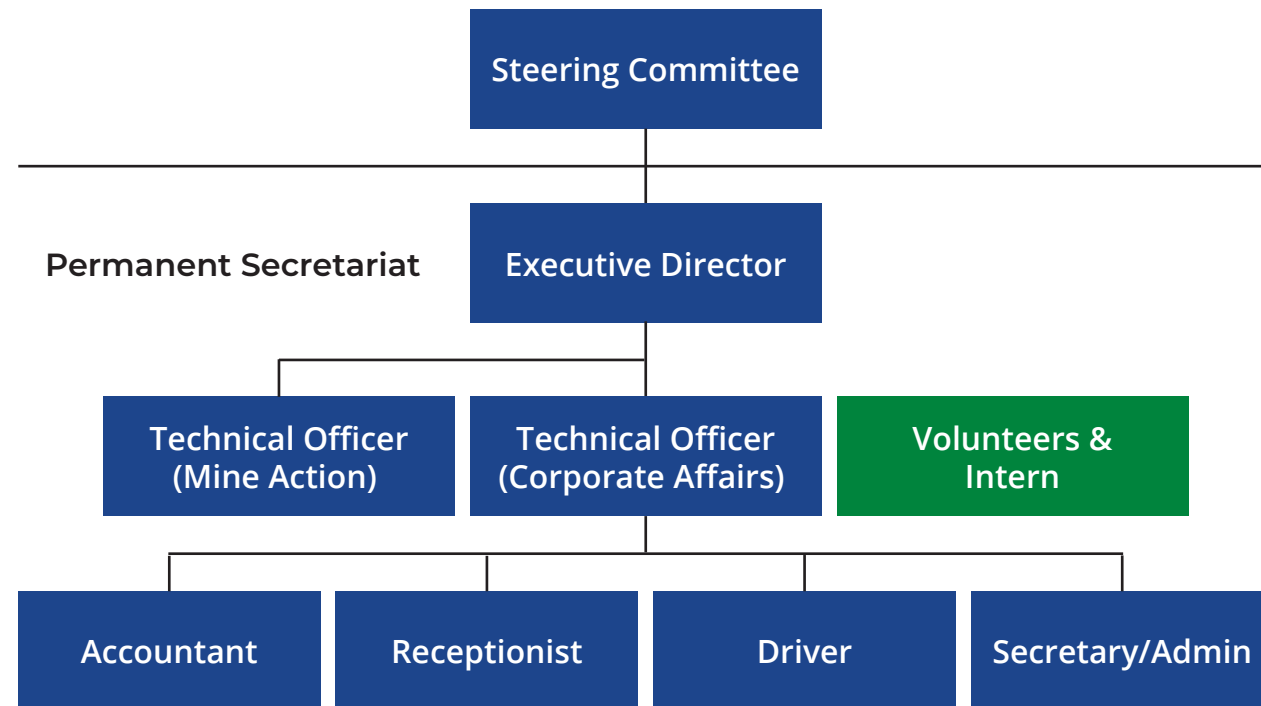 Steering Committee
Permanent Secretariat
Executive Director
Technical Officer
(Mine Action)
Technical Officer
(Corporate Affairs)
Volunteers &
Intern
Accountant
Receptionist
Driver
Secretary/Admin